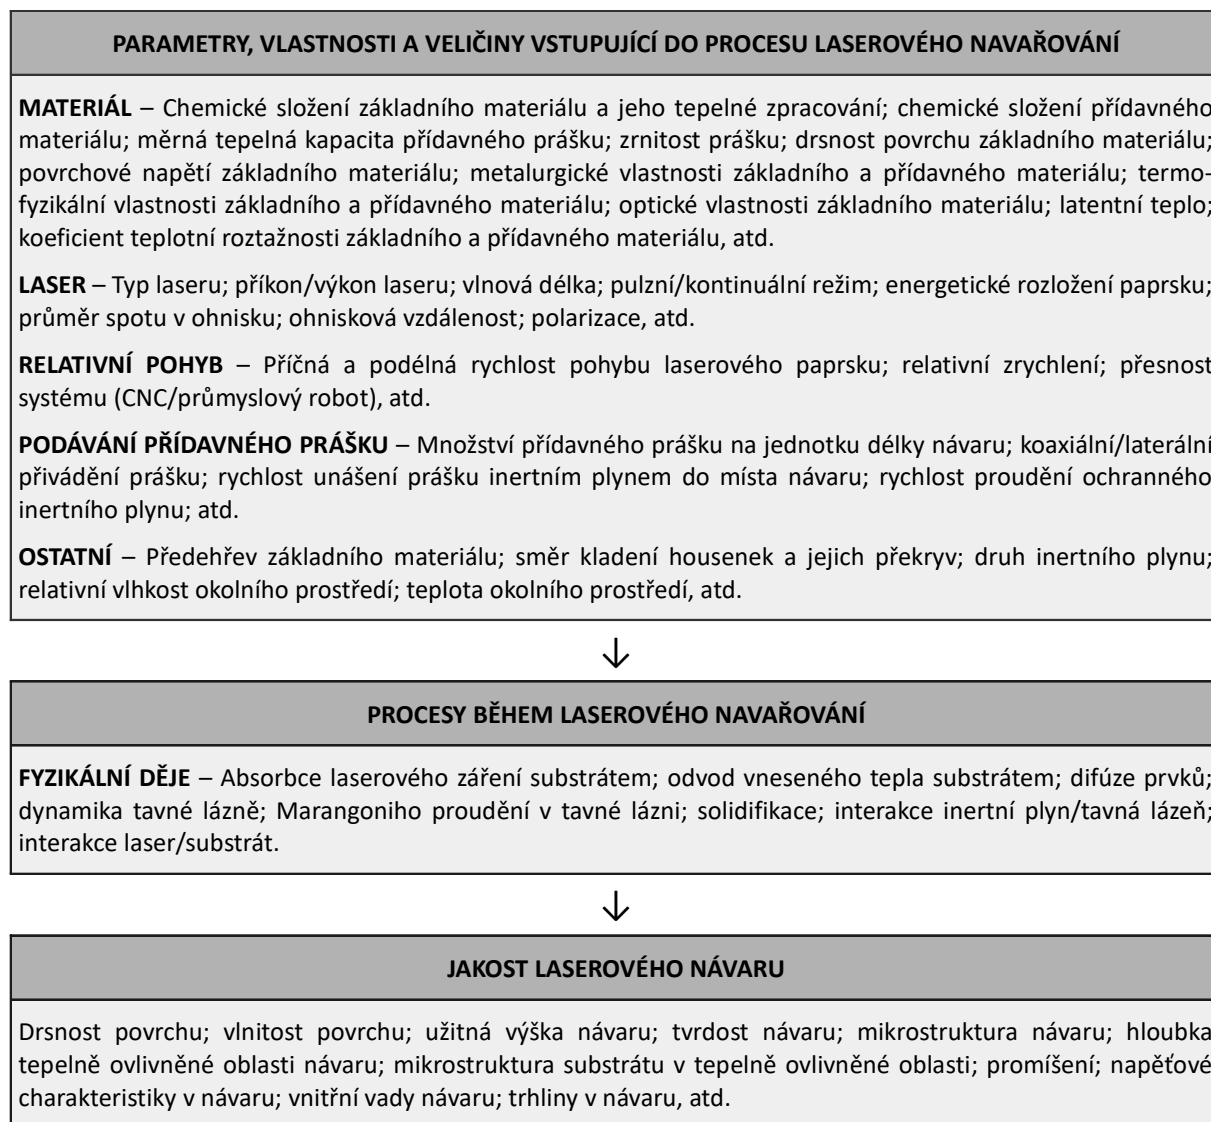 PARAMETRY, VLASTNOSTI A VELIČINY VSTUPUJÍCÍ DO PROCESU LASEROVÉHO NAVAŘOVÁNÍ
MATERIÁL – Chemické složení základního materiálu a jeho tepelné zpracování; chemické složení přídavného
materiálu; měrná tepelná kapacita přídavného prášku; zrnitost prášku; drsnost povrchu základního materiálu;
povrchové napětí základního materiálu; metalurgické vlastnosti základního a přídavného materiálu; termo-
fyzikální vlastnosti základního a přídavného materiálu; optické vlastnosti základního materiálu; latentní teplo;
koeficient teplotní roztažnosti základního a přídavného materiálu, atd.
LASER – Typ laseru; příkon/výkon laseru; vlnová délka; pulzní/kontinuální režim; energetické rozložení paprsku;
průměr spotu v ohnisku; ohnisková vzdálenost; polarizace, atd.
RELATIVNÍ POHYB – Příčná a podélná rychlost pohybu laserového paprsku; relativní zrychlení; přesnost
systému (CNC/průmyslový robot), atd.
PODÁVÁNÍ PŘÍDAVNÉHO PRÁŠKU – Množství přídavného prášku na jednotku délky návaru; koaxiální/laterální
přivádění prášku; rychlost unášení prášku inertním plynem do místa návaru; rychlost proudění ochranného
inertního plynu; atd.
OSTATNÍ – Předehřev základního materiálu; směr kladení housenek a jejich překryv; druh inertního plynu;
relativní vlhkost okolního prostředí; teplota okolního prostředí, atd.
↓
PROCESY BĚHEM LASEROVÉHO NAVAŘOVÁNÍ
FYZIKÁLNÍ DĚJE – Absorbce laserového záření substrátem; odvod vneseného tepla substrátem; difúze prvků;
dynamika tavné lázně; Marangoniho proudění v tavné lázni; solidifikace; interakce inertní plyn/tavná lázeň;
interakce laser/substrát.
↓
JAKOST LASEROVÉHO NÁVARU
Drsnost povrchu; vlnitost povrchu; užitná výška návaru; tvrdost návaru; mikrostruktura návaru; hloubka
tepelně ovlivněné oblasti návaru; mikrostruktura substrátu v tepelně ovlivněné oblasti; promíšení; napěťové
charakteristiky v návaru; vnitřní vady návaru; trhliny v návaru, atd.